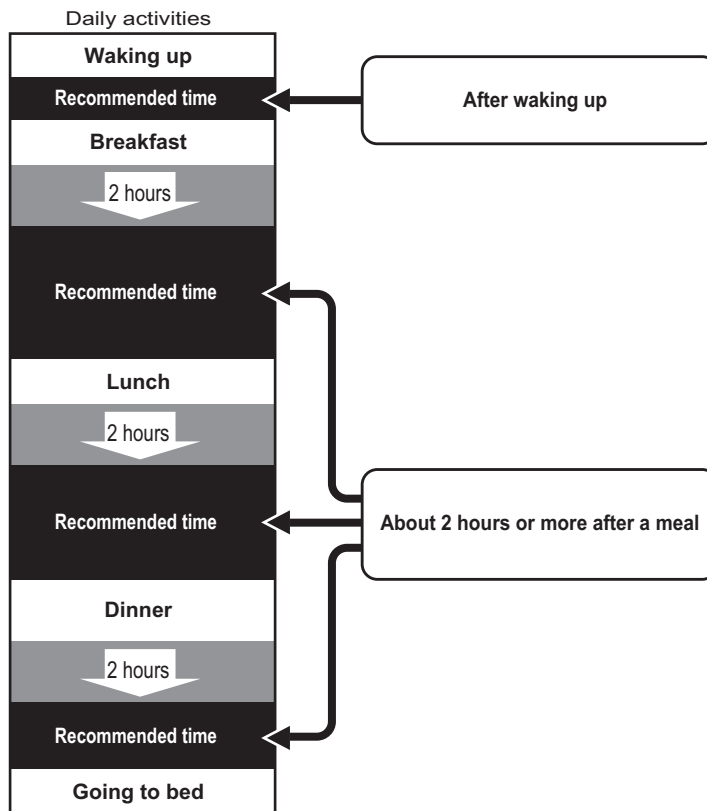 Daily activities
Waking up
Recommended time
After waking up
Breakfast
2 hours
Recommended time
Lunch
2 hours
Recommended time
About 2 hours or more after a meal
Dinner
2 hours
Recommended time
Going to bed